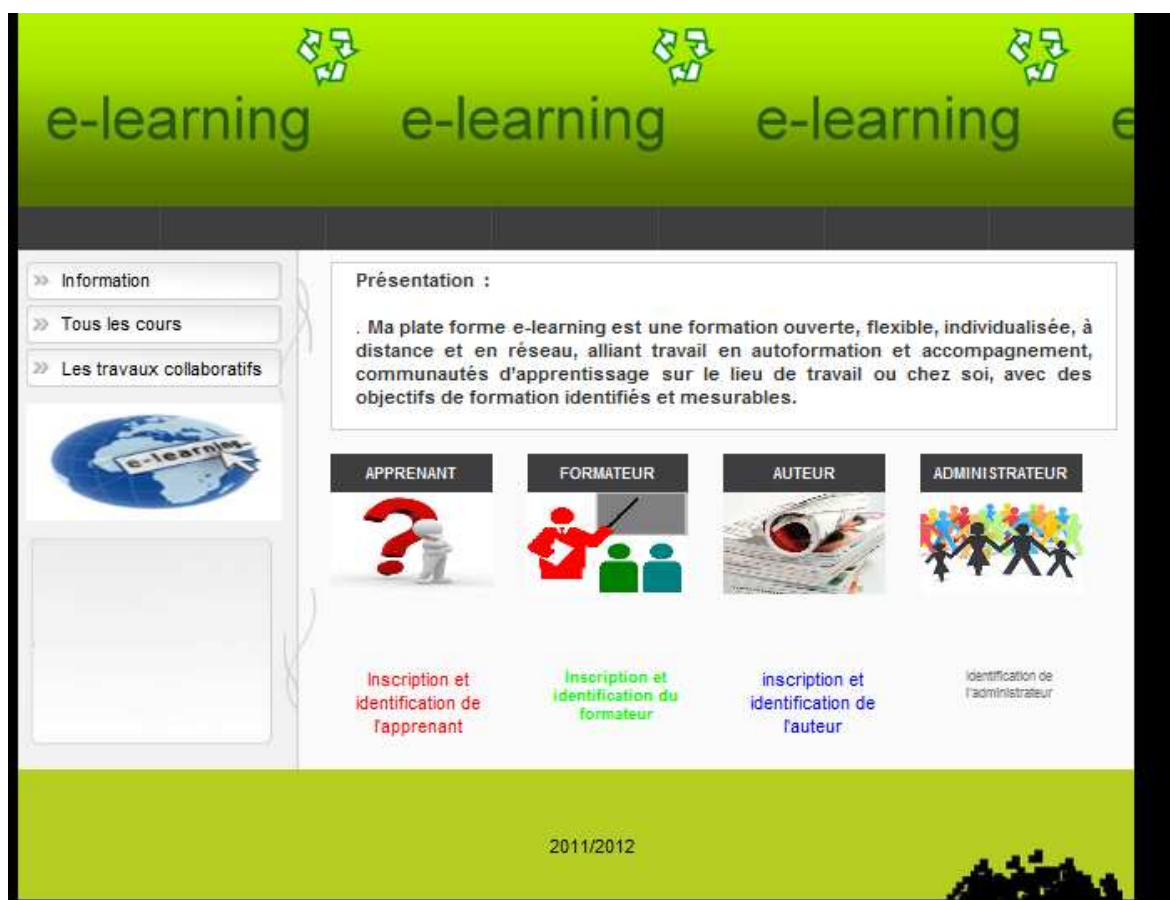 e-learning e-learning e-learning e
Information
Tous les cours
Les travaux collaboratifs
e-learning
Présentation :
. Ma plate forme e-learning est une formation ouverte, flexible, individualisée, à
distance et en réseau, alliant travail en autoformation et accompagnement,
communautés d'apprentissage sur le lieu de travail ou chez soi, avec des
objectifs de formation identifiés et mesurables.
APPRENANT
FORMATEUR
AUTEUR
ADMINISTRATEUR
Inscription et
identification de
l'apprenant
Inscription et
identification du
formateur
inscription et
identification de
l'auteur
Identification de
l'administrateur
2011/2012